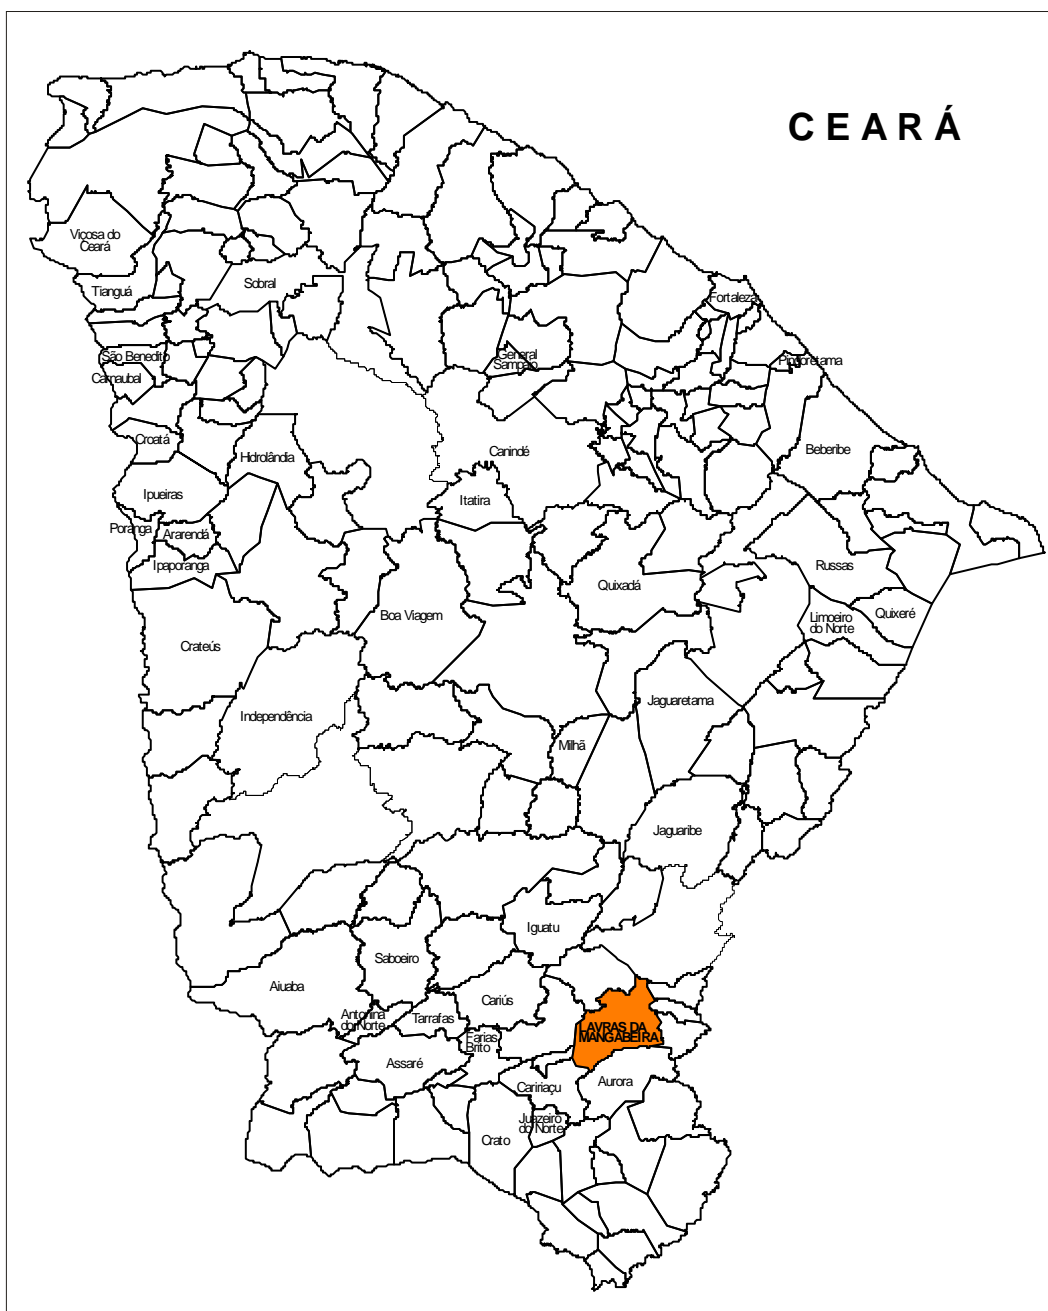 CEARÁ
Viçosa do
Ceará
Tianguá
Sobral
Fortaleza
São Benedito
General
Sampaio
Pindoretama
Carnaubal
Croatá
Hidrolândia
Canindé
Beberibe
Ipueiras
Itatira
Poranga
Ararendá
Ipaporanga
Quixadá
Russas
Boa Viagem
Limoeiro
do Norte
Quixeré
Crateús
Independência
Jaguaretama
Milhã
Jaguaribe
Iguatu
Saboeiro
Aiuaba
Cariús
Antonina
do Norte
Tarrafas
LAVRAS DA
MANGABEIRA
Farias
Brito
Assaré
Caririaçu
Aurora
Juazeiro
do Norte
Crato